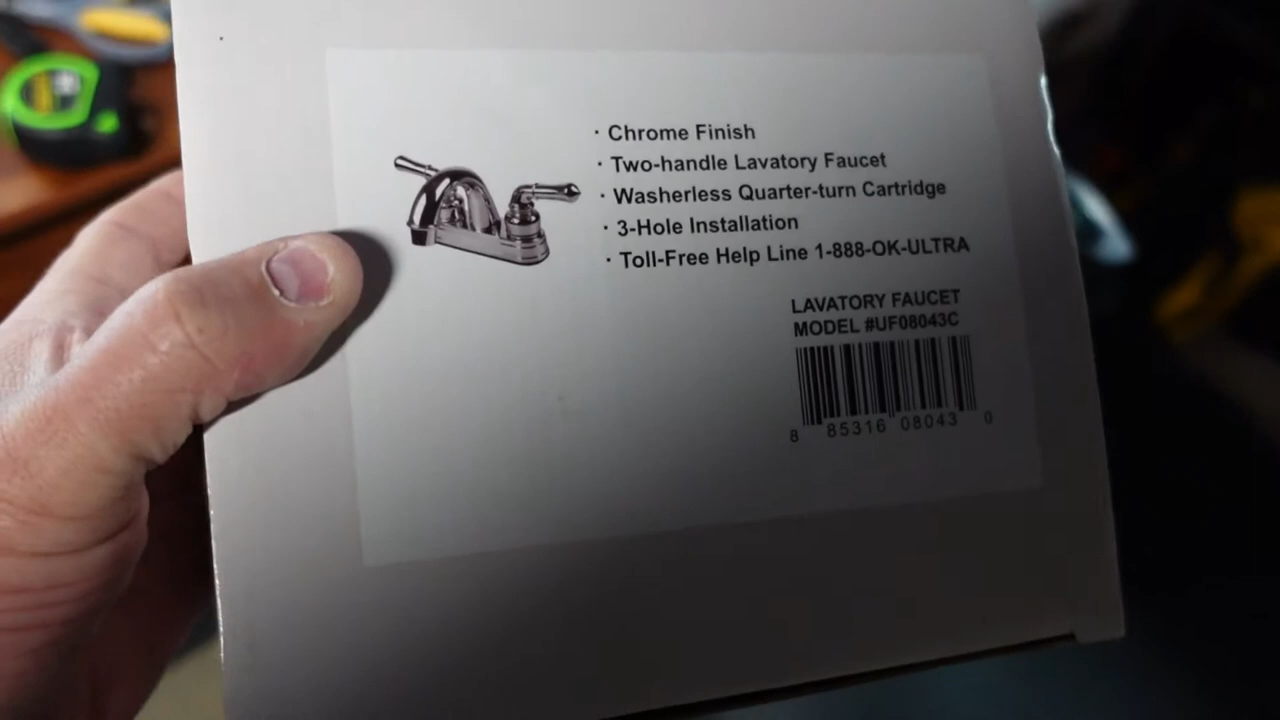 · Chrome Finish
· Two-handle Lavatory Faucet
· Washerless Quarter-turn Cartridge
· 3-Hole Installation
· Toll-Free Help Line 1-888-OK-ULTRA
LAVATORY FAUCET
MODEL #UF08043C
8 85316 08043 0